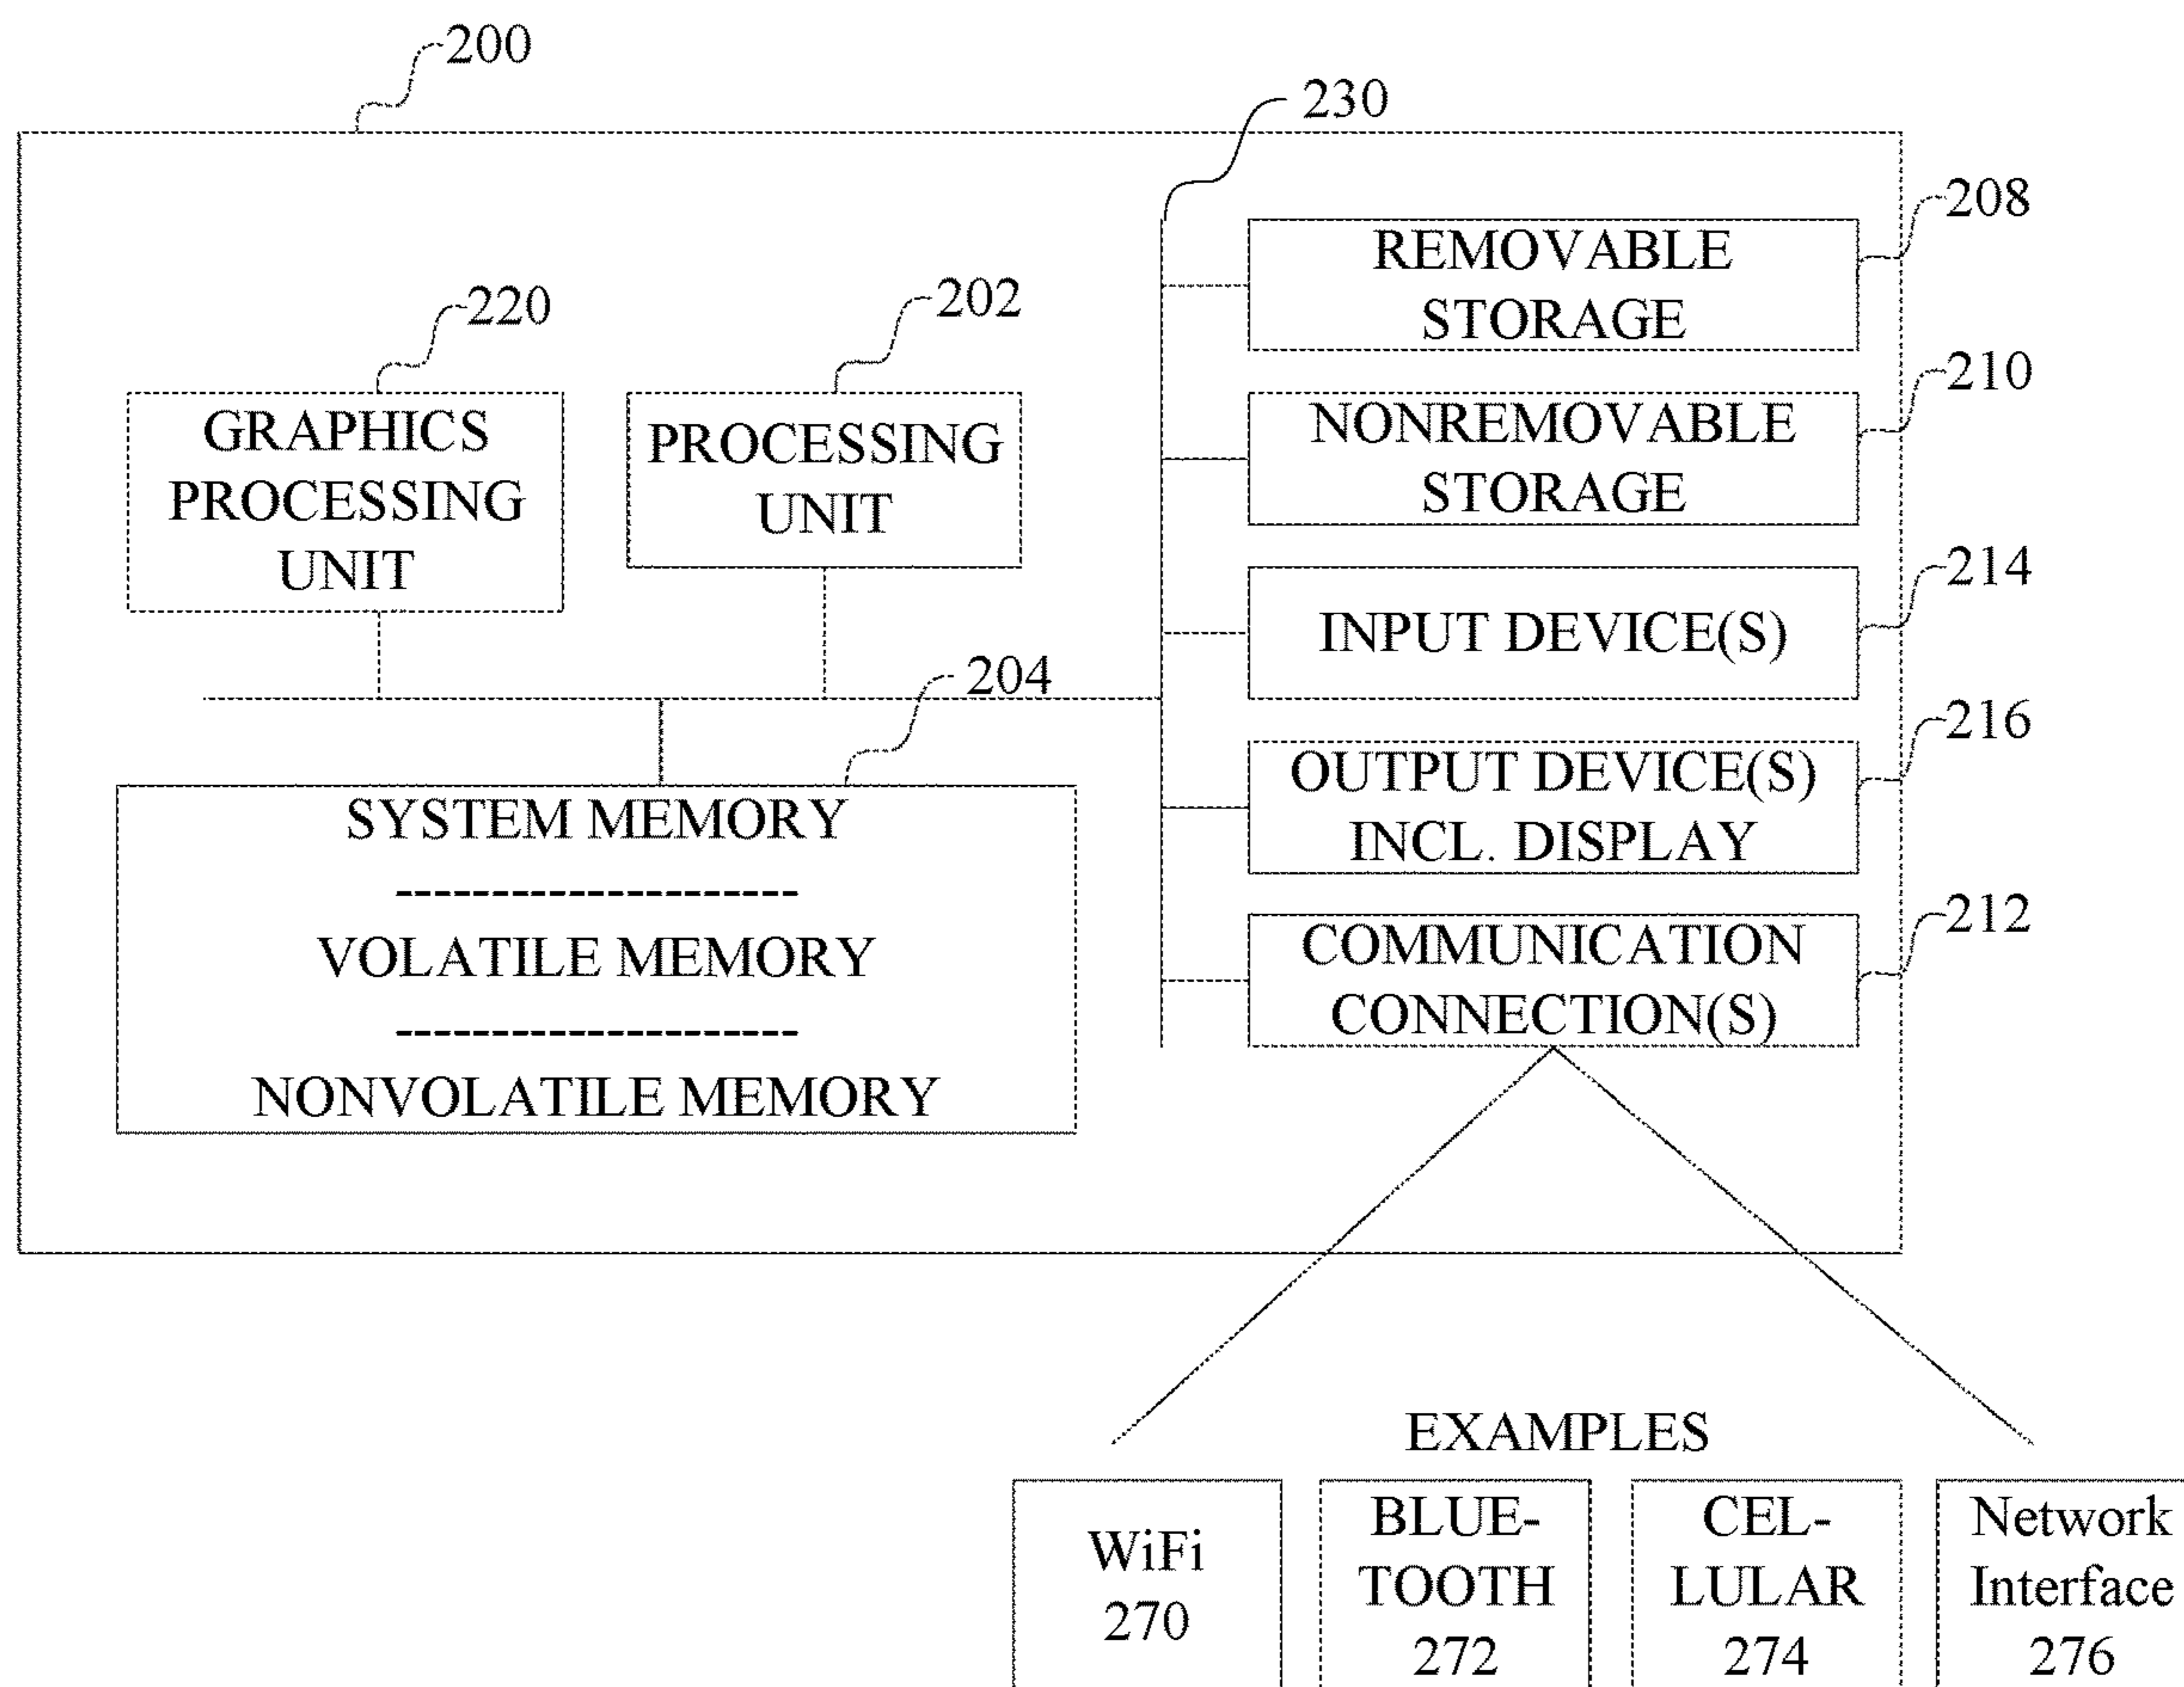 200
230
208
REMOVABLE
STORAGE
220
202
210
GRAPHICS
PROCESSING
UNIT
PROCESSING
UNIT
NONREMOVABLE
STORAGE
214
INPUT DEVICE(S)
204
216
OUTPUT DEVICE(S)
INCL. DISPLAY
SYSTEM MEMORY
---------------------
VOLATILE MEMORY
---------------------
NONVOLATILE MEMORY
212
COMMUNICATION
CONNECTION(S)
EXAMPLES
WiFi
270
BLUE-
TOOTH
272
CEL-
LULAR
274
Network
Interface
276